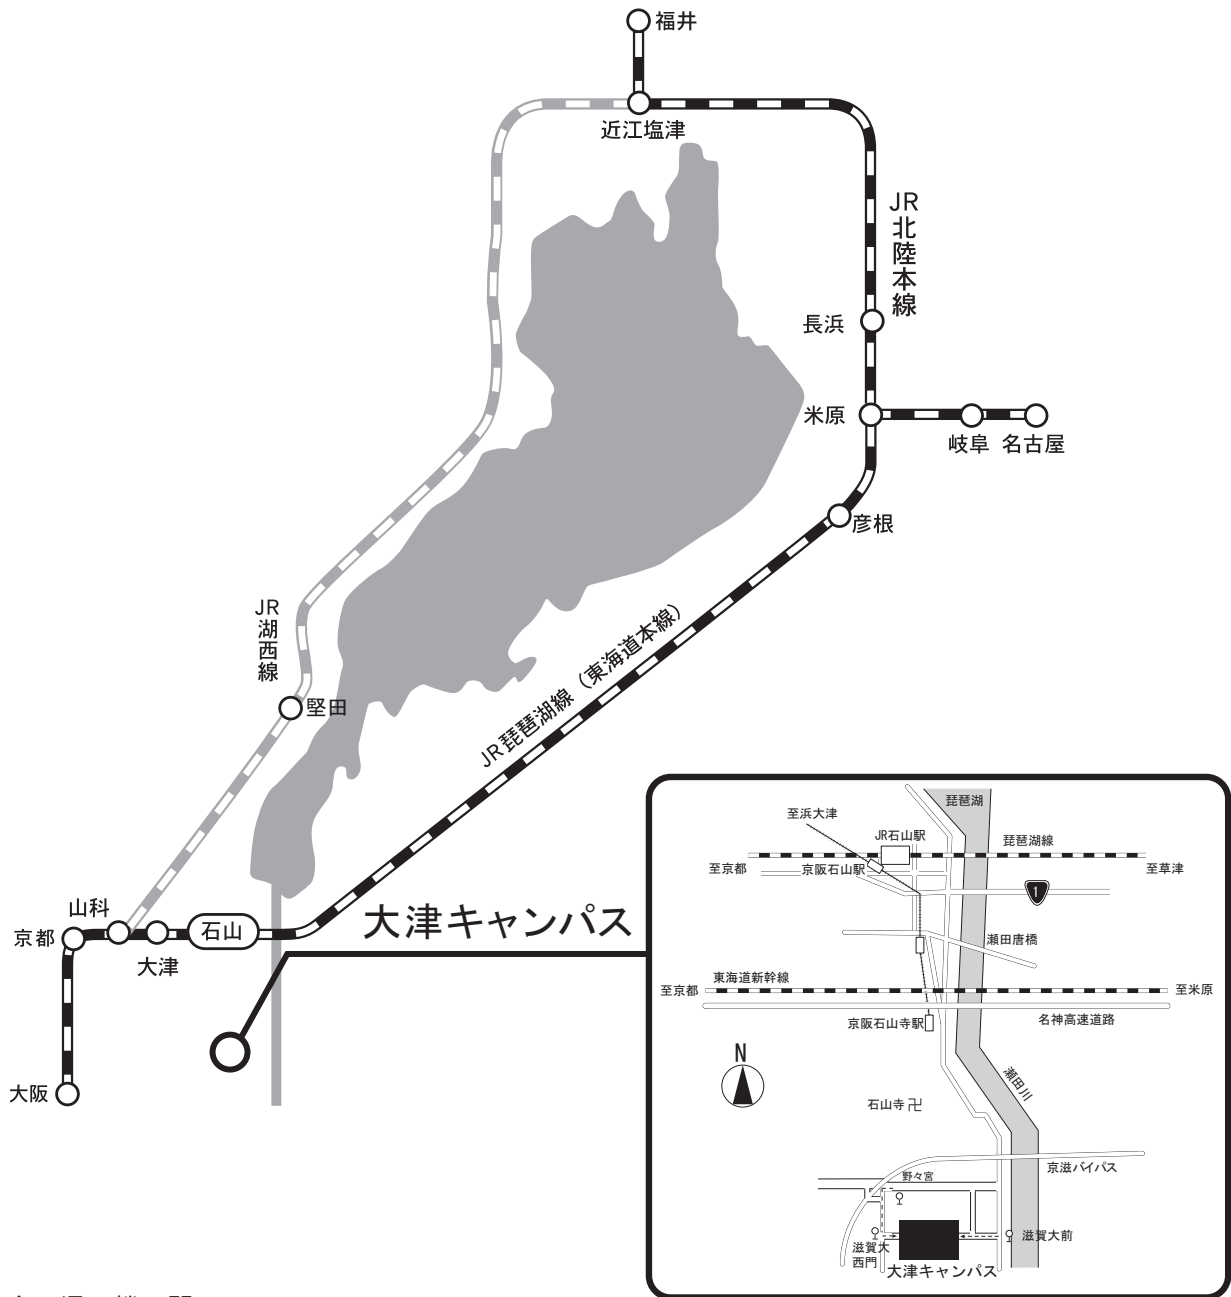 福井
近江塩津
JR北陸本線
長浜
米原
岐阜
名古屋
彦根
JR琵琶湖線（東海道本線）
JR湖西線
堅田
山科
京都
大津
石山
大阪
大津キャンパス
琵琶湖
至浜大津
JR石山駅
琵琶湖線
至京都
京阪石山駅
至草津
1
瀬田唐橋
東海道新幹線
至京都
至米原
京阪石山寺駅
名神高速道路
N
瀬田川
石山寺卍
京滋バイパス
野々宮
滋賀大
西門
滋賀大前
大津キャンパス